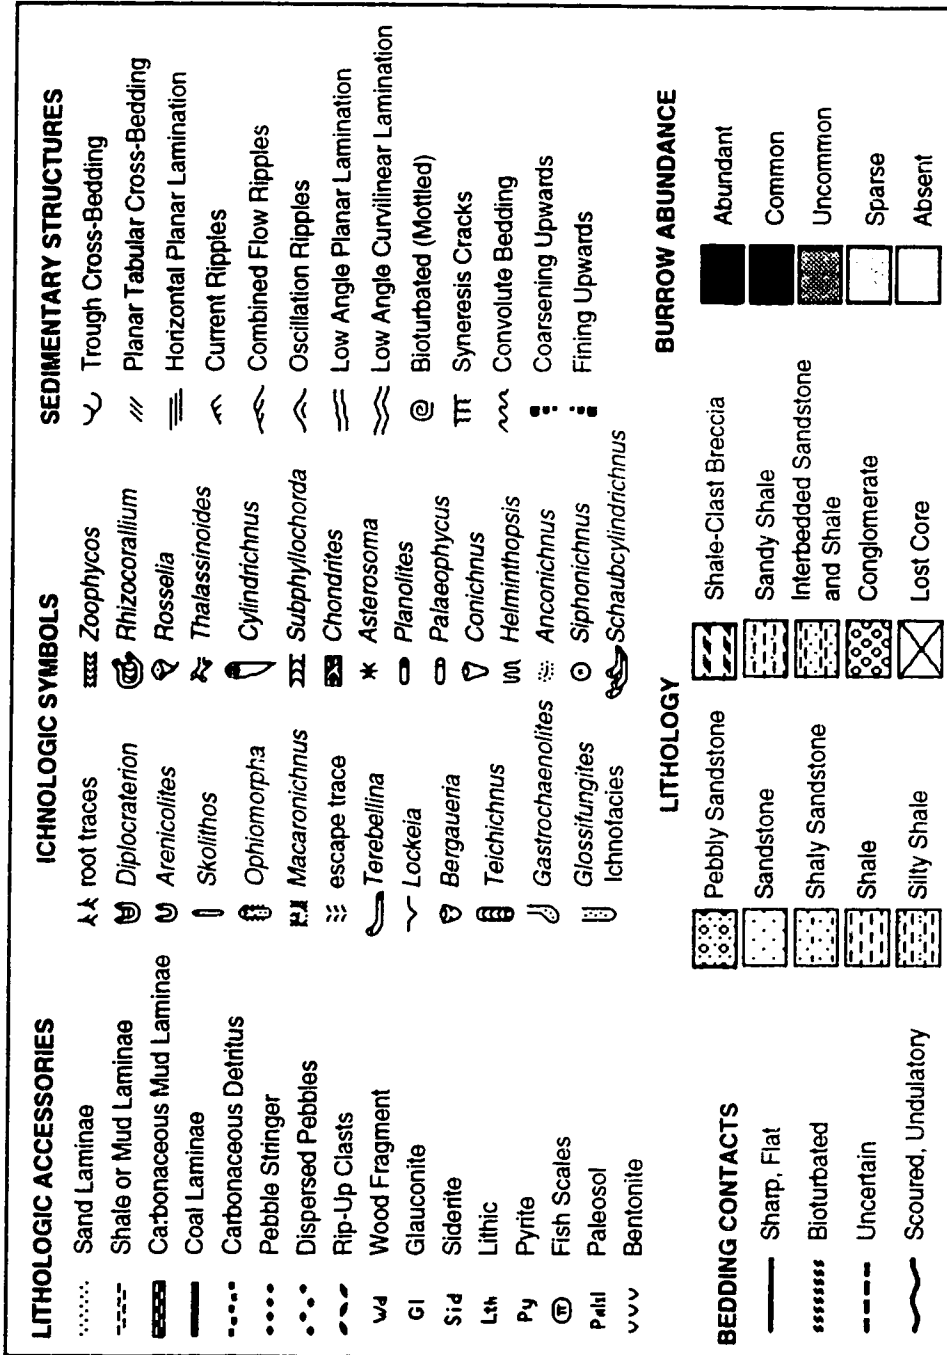 LITHOLOGIC ACCESSORIES
Sand Laminae
Shale or Mud Laminae
Carbonaceous Mud Laminae
Coal Laminae
Carbonaceous Detritus
Pebble Stringer
Dispersed Pebbles
Rip-Up Clasts
Wd Wood Fragment
Gl Glauconite
Sid Siderite
Lth Lithic
Py Pyrite
Fish Scales
Palsl Paleosol
Bentonite
ICHNOLOGIC SYMBOLS
root traces
Diplocraterion
Arenicolites
Skolithos
Ophiomorpha
Macaronichnus
escape trace
Terebellina
Lockeia
Bergaueria
Teichichnus
Gastrochaenolites
Glossifungites
Ichnofacies
Zoophycos
Rhizocorallium
Rosselia
Thalassinoides
Cylindrichnus
Subphyllochorda
Chondrites
Asterosoma
Planolites
Palaeophycus
Conichnus
Helminthopsis
Anconichnus
Siphonichnus
Schaubcylindrichnus
SEDIMENTARY STRUCTURES
Trough Cross-Bedding
Planar Tabular Cross-Bedding
Horizontal Planar Lamination
Current Ripples
Combined Flow Ripples
Oscillation Ripples
Low Angle Planar Lamination
Low Angle Curvilinear Lamination
Bioturbated (Mottled)
Syneresis Cracks
Convolute Bedding
Coarsening Upwards
Fining Upwards
BEDDING CONTACTS
Sharp, Flat
Bioturbated
Uncertain
Scoured, Undulatory
LITHOLOGY
Pebbly Sandstone
Sandstone
Shaly Sandstone
Shale
Silty Shale
Shale-Clast Breccia
Sandy Shale
Interbedded Sandstone
and Shale
Conglomerate
Lost Core
BURROW ABUNDANCE
Abundant
Common
Uncommon
Sparse
Absent